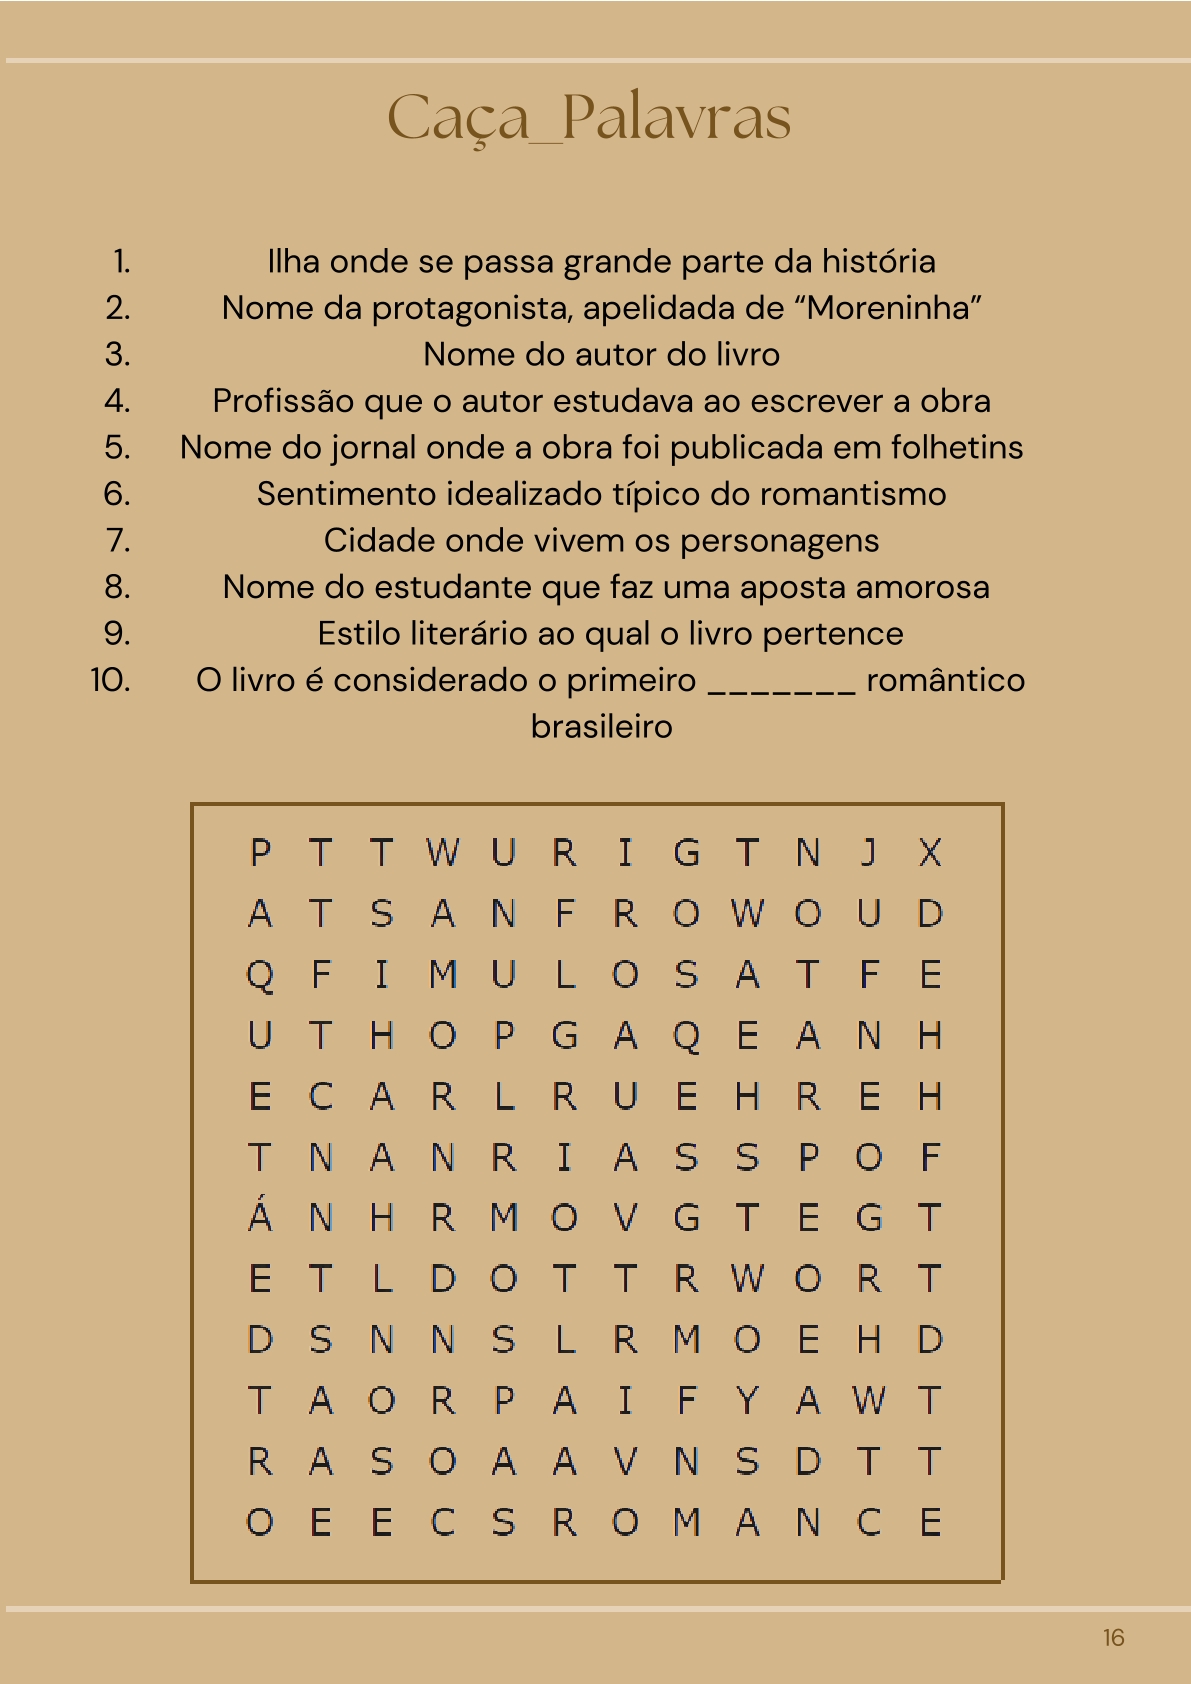 Caça_Palavras
1. Ilha onde se passa grande parte da história
2. Nome da protagonista, apelidada de “Moreninha”
3. Nome do autor do livro
4. Profissão que o autor estudava ao escrever a obra
5. Nome do jornal onde a obra foi publicada em folhetins
6. Sentimento idealizado típico do romantismo
7. Cidade onde vivem os personagens
8. Nome do estudante que faz uma aposta amorosa
9. Estilo literário ao qual o livro pertence
10. O livro é considerado o primeiro _______ romântico
brasileiro
P T T W U R I G T N J X
A T S A N F R O W O U D
Q F I M U L O S A T F E
U T H O P G A Q E A N H
E C A R L R U E H R E H
T N A N R I A S S P O F
Á N H R M O V G T E G T
E T L D O T T R W O R T
D S N N S L R M O E H D
T A O R P A I F Y A W T
R A S O A A V N S D T T
O E E C S R O M A N C E
16